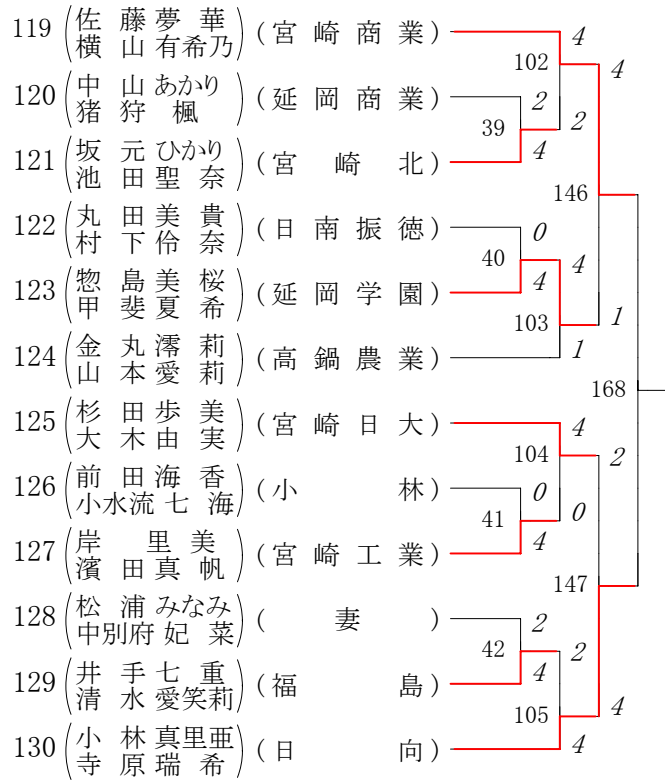 119 佐藤夢華 横山有希乃 (宮崎商業)
120 中山あかり 猪狩楓 (延岡商業)
121 坂元ひかり 池田聖奈 (宮崎北)
122 丸田美貴 村下伶奈 (日南振徳)
123 惣島美桜 甲斐夏希 (延岡学園)
124 金丸澪莉 山本愛莉 (高鍋農業)
125 杉田歩美 大木由実 (宮崎日大)
126 前田海香 小水流七海 (小林)
127 岸里美 濱田真帆 (宮崎工業)
128 松浦みなみ 中別府妃菜 (妻)
129 井手七重 清水愛笑莉 (福島)
130 小林真里亜 寺原瑞希 (日向)
4
102
4
2
39
2
4
146
0
40
4
4
103
1
1
168
4
104
2
0
0
41
4
147
2
42
2
4
105
4
4